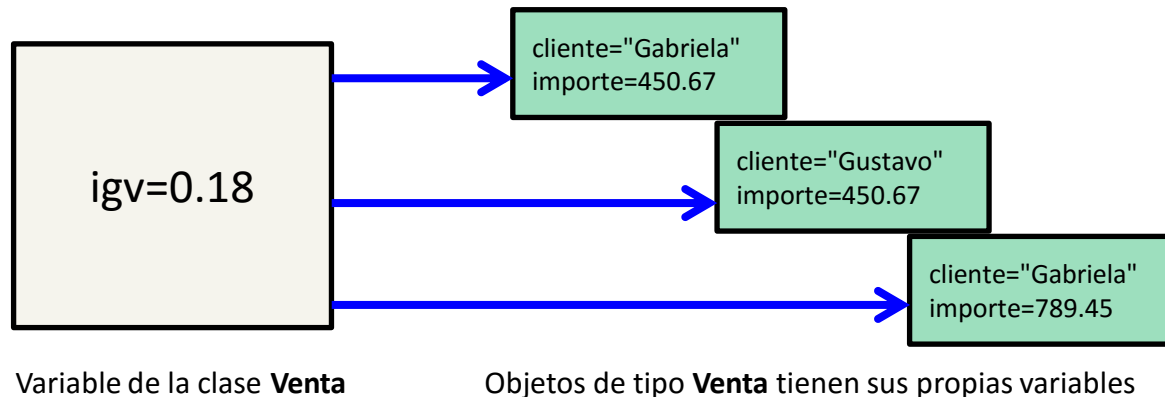 igv=0.18
cliente="Gabriela"
importe=450.67
cliente="Gustavo"
importe=450.67
cliente="Gabriela"
importe=789.45
Variable de la clase Venta
Objetos de tipo Venta tienen sus propias variables